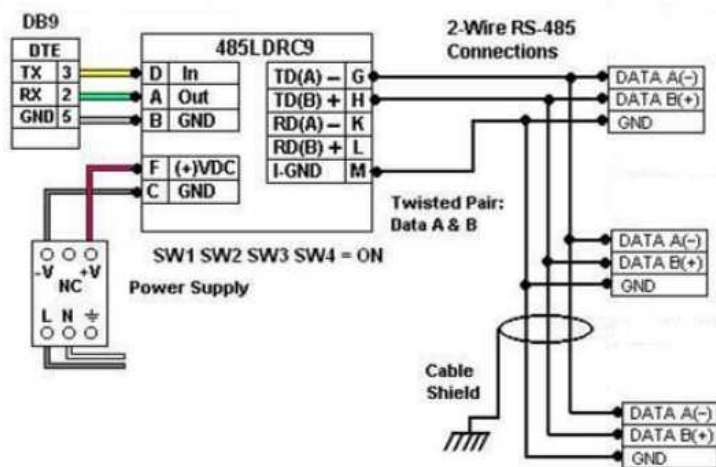 DB9
DTE
TX 3
RX 2
GND 5
485LDRC9
D In
A Out
B GND
F (+)VDC
C GND
TD(A) − G
TD(B) + H
RD(A) − K
RD(B) + L
I-GND M
SW1 SW2 SW3 SW4 = ON
-V +V
NC
L N
Power Supply
2-Wire RS-485
Connections
Twisted Pair:
Data A & B
Cable
Shield
DATA A(-)
DATA B(+)
GND
DATA A(-)
DATA B(+)
GND
DATA A(-)
DATA B(+)
GND